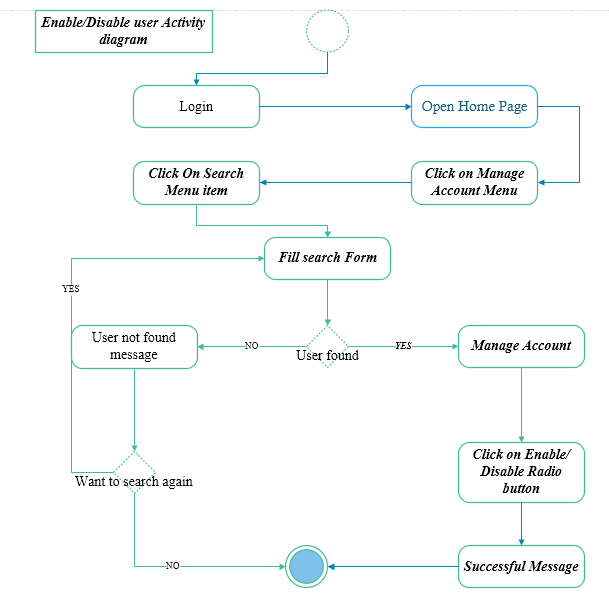 Enable/Disable user Activity
diagram
Login
Open Home Page
Click On Search
Menu item
Click on Manage
Account Menu
Fill search Form
YES
User not found
message
NO
User found
YES
Manage Account
Click on Enable/
Disable Radio
button
Want to search again
NO
Successful Message